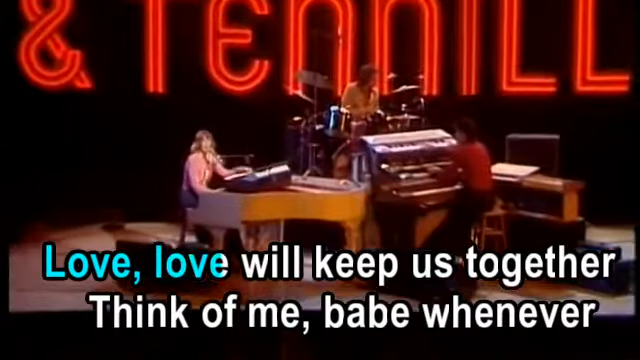 & TENNILL
Love, love will keep us together
Think of me, babe whenever